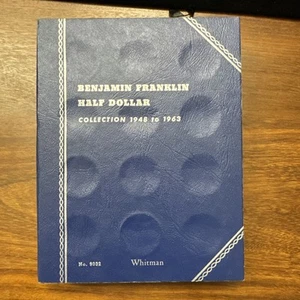 BENJAMIN FRANKLIN
HALF DOLLAR
COLLECTION 1948 to 1963
No. 9032
Whitman